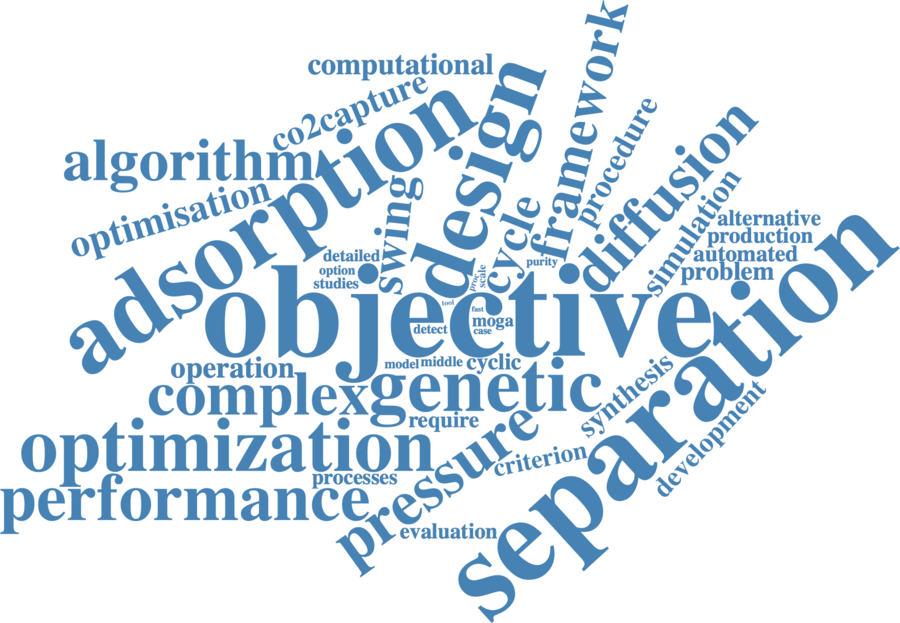 computational
co2capture
algorithm
adsorption
optimisation
swing
design
framework
procedure
cycle
diffusion
simulation
alternative
production
automated
problem
purity
detailed
option
studies
scale
tool
fast
objective
detect
moga
case
separation
operation
model
middle
cyclic
complex
genetic
require
synthesis
development
optimization
pressure
criterion
processes
performance
evaluation